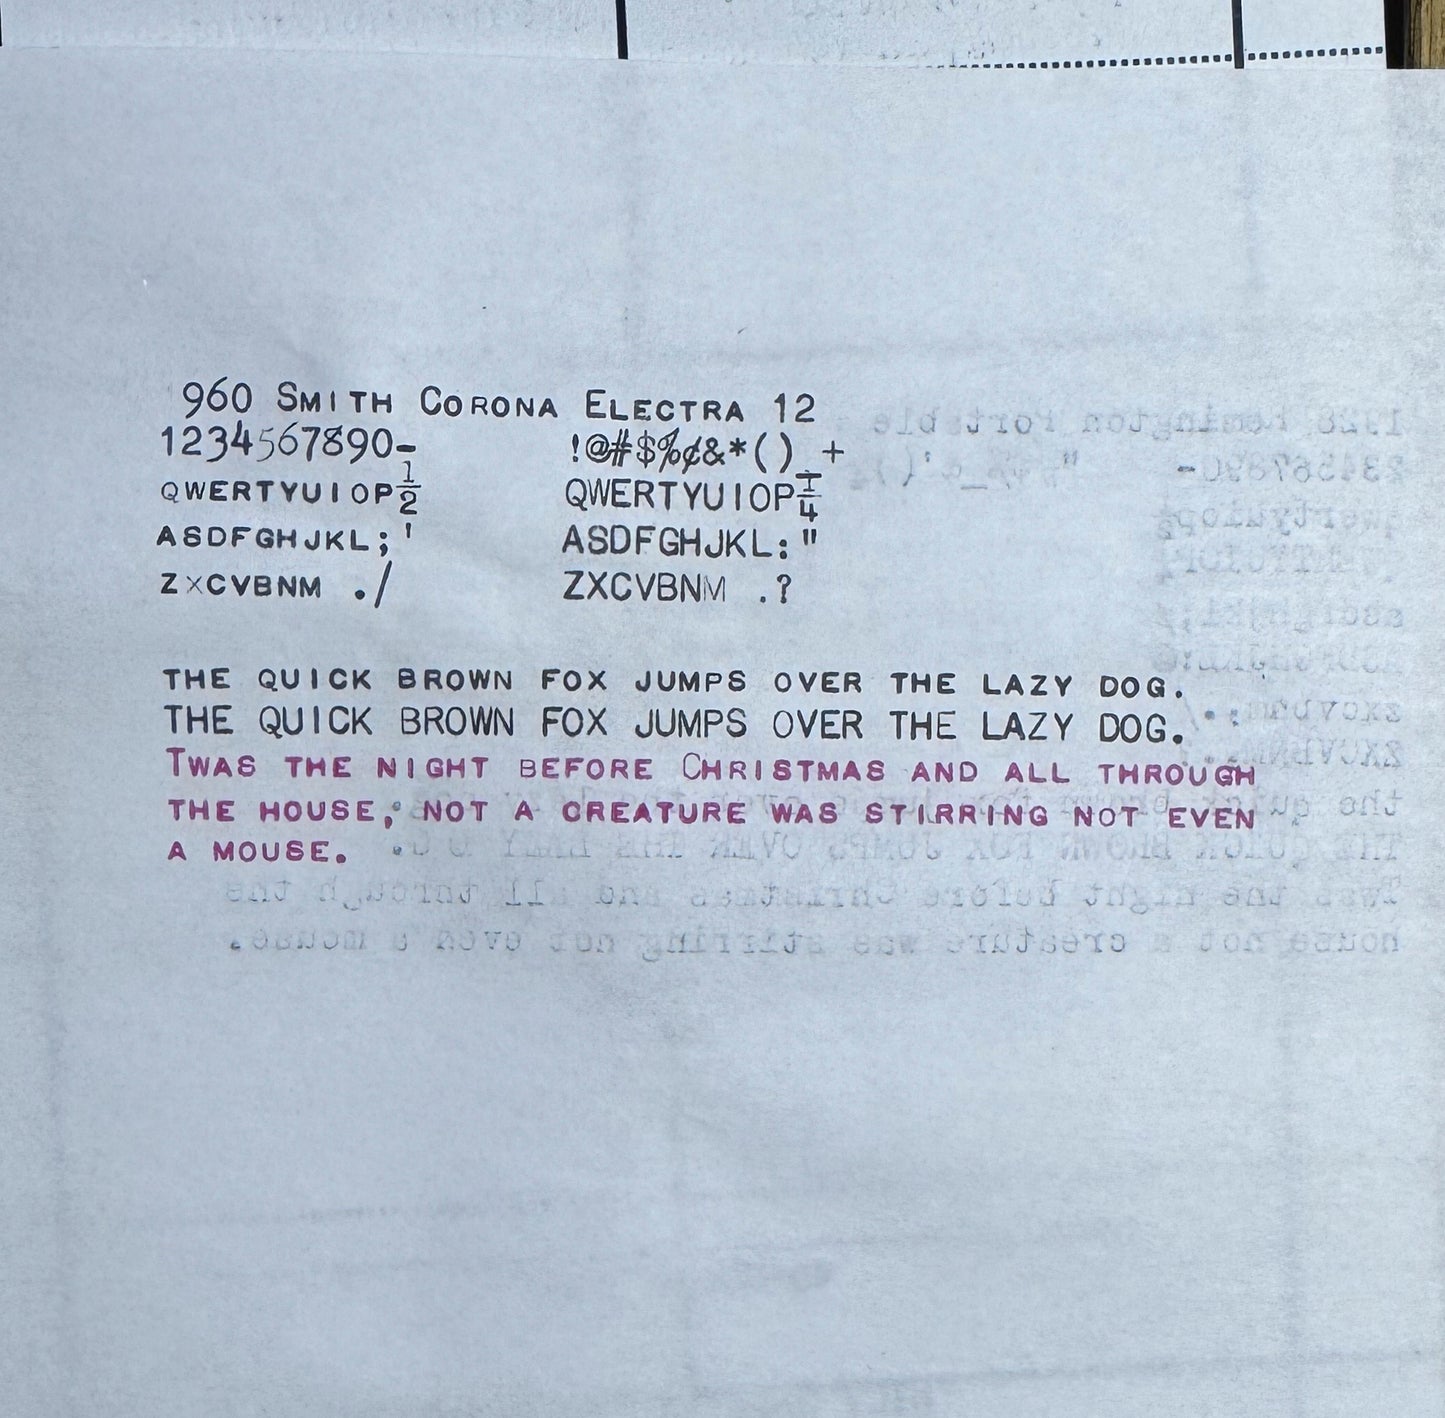 960 Smith Corona Electra 12
1234567890- !@#$%¢&*()_+
qwertyuiop½ QWERTYUIOP¼
asdfghjkl;' ASDFGHJKL:"
zxcvbnm ./ ZXCVBNM .?
the quick brown fox jumps over the lazy dog.
THE QUICK BROWN FOX JUMPS OVER THE LAZY DOG.
Twas the night before Christmas and all through
the house, not a creature was stirring not even
a mouse.